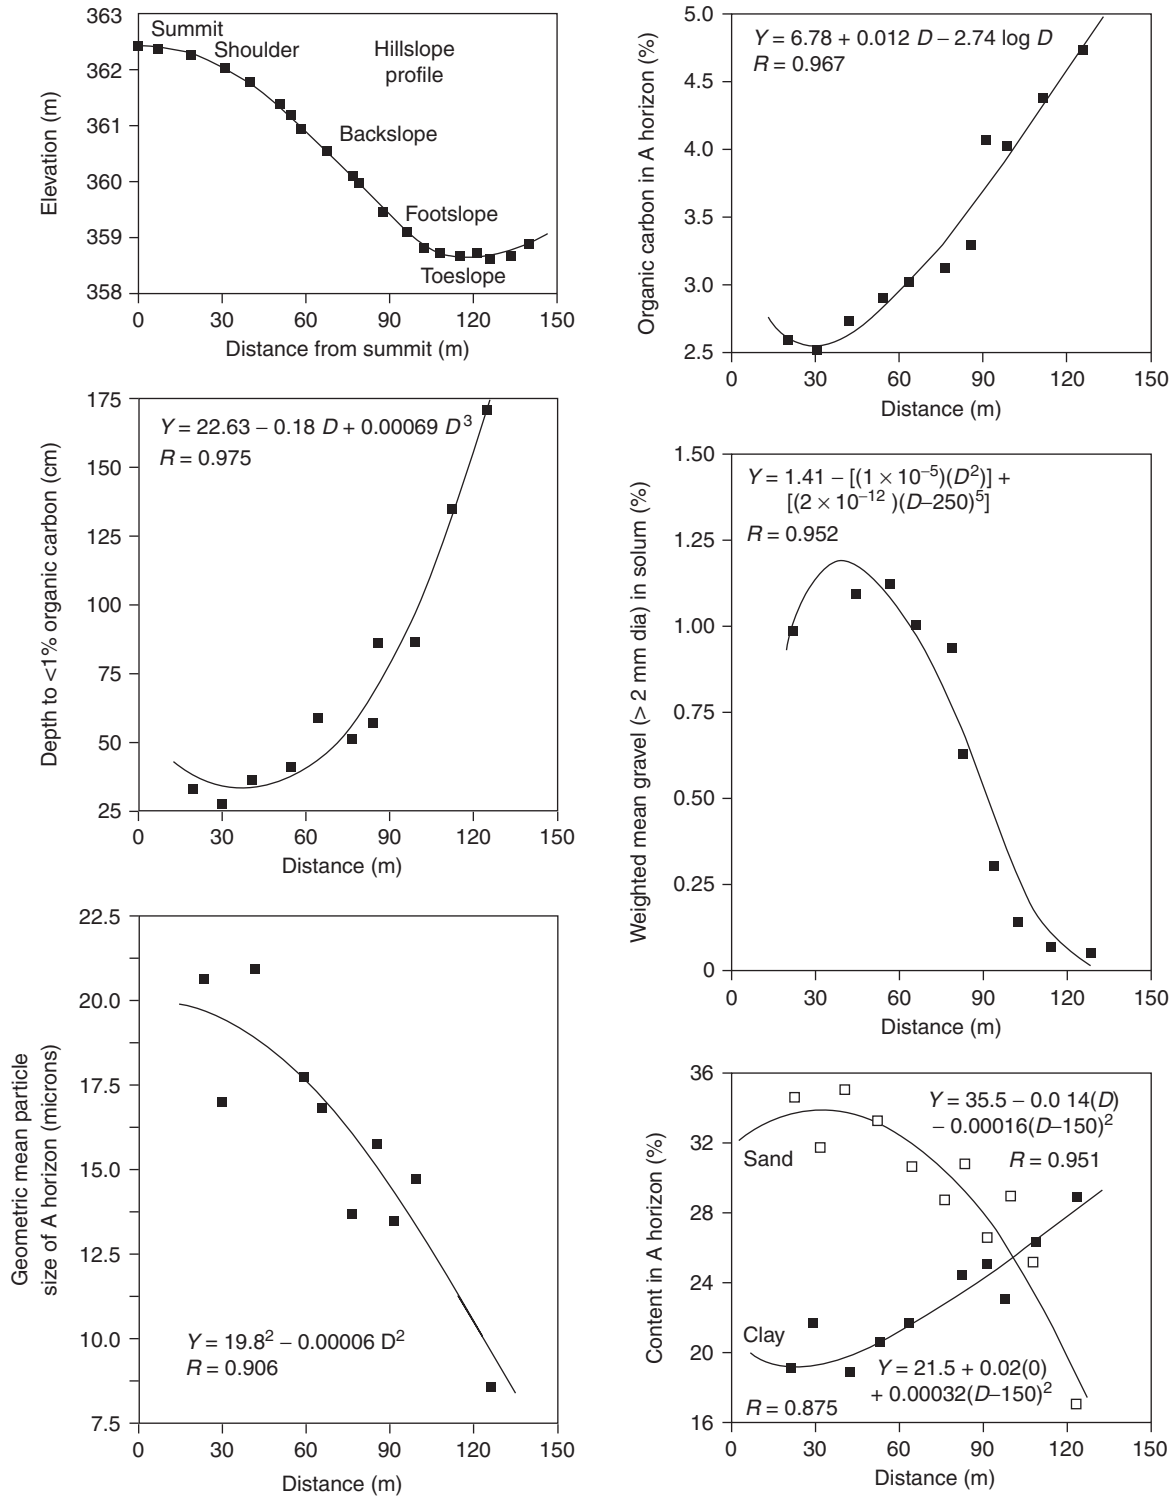 363
362
361
360
359
358
Elevation (m)
Summit
Shoulder
Hillslope
profile
Backslope
Footslope
Toeslope
0 30 60 90 120 150
Distance from summit (m)
5.0
4.5
4.0
3.5
3.0
2.5
Organic carbon in A horizon (%)
Y = 6.78 + 0.012 D – 2.74 log D
R = 0.967
0 30 60 90 120 150
Distance (m)
175
150
125
100
75
50
25
Depth to <1% organic carbon (cm)
Y = 22.63 – 0.18 D + 0.00069 D³
R = 0.975
0 30 60 90 120 150
Distance (m)
1.50
1.25
1.00
0.75
0.50
0.25
0
Weighted mean gravel (> 2 mm dia) in solum (%)
Y = 1.41 – [(1 × 10⁻⁵)(D²)] +
[(2 × 10⁻¹² )(D–250)⁵]
R = 0.952
0 30 60 90 120 150
Distance (m)
22.5
20.0
17.5
15.0
12.5
10.0
7.5
Geometric mean particle
size of A horizon (microns)
Y = 19.8² – 0.00006 D²
R = 0.906
0 30 60 90 120 150
Distance (m)
36
32
28
24
20
16
Content in A horizon (%)
Y = 35.5 – 0.0 14(D)
– 0.00016(D–150)²
R = 0.951
Sand
Clay
Y = 21.5 + 0.02(0)
+ 0.00032(D–150)²
R = 0.875
0 30 60 90 120 150
Distance (m)